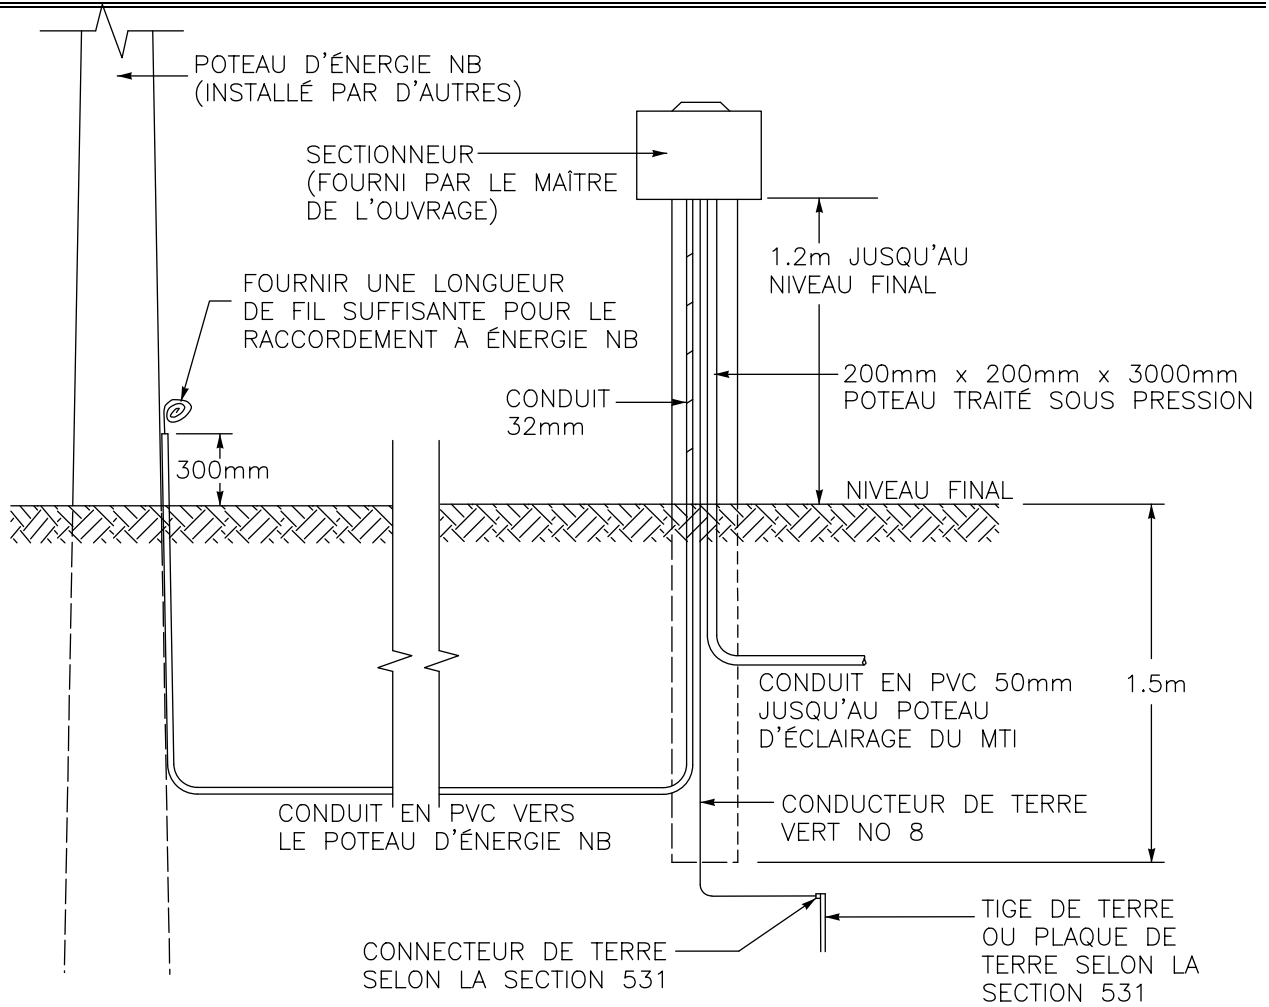 POTEAU D'ÉNERGIE NB
(INSTALLÉ PAR D'AUTRES)
SECTIONNEUR
(FOURNI PAR LE MAÎTRE
DE L'OUVRAGE)
1.2m JUSQU'AU
NIVEAU FINAL
FOURNIR UNE LONGUEUR
DE FIL SUFFISANTE POUR LE
RACCORDEMENT À ÉNERGIE NB
200mm x 200mm x 3000mm
POTEAU TRAITÉ SOUS PRESSION
CONDUIT
32mm
300mm
NIVEAU FINAL
CONDUIT EN PVC 50mm
JUSQU'AU POTEAU
D'ÉCLAIRAGE DU MTI
1.5m
CONDUIT EN PVC VERS
LE POTEAU D'ÉNERGIE NB
CONDUCTEUR DE TERRE
VERT NO 8
CONNECTEUR DE TERRE
SELON LA SECTION 531
TIGE DE TERRE
OU PLAQUE DE
TERRE SELON LA
SECTION 531